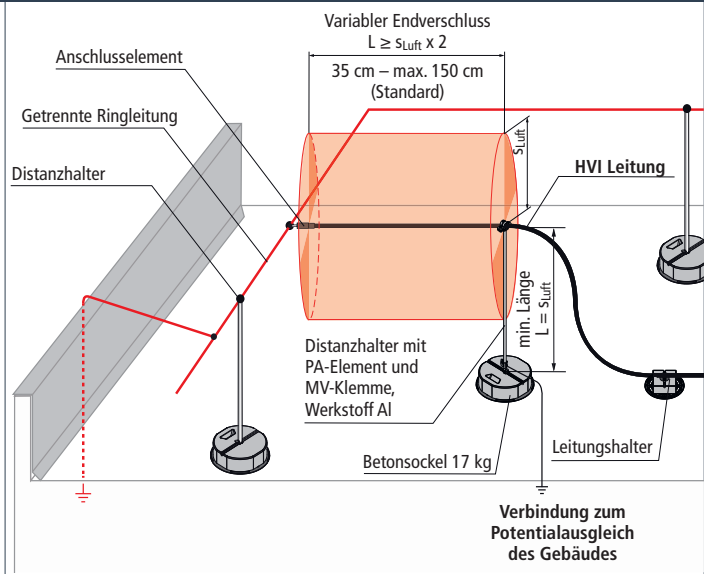 Variabler Endverschluss
L ≥ sLuft x 2
35 cm – max. 150 cm
(Standard)
Anschlusselement
Getrennte Ringleitung
Distanzhalter
sLuft
HVI Leitung
min. Länge
L = sLuft
Distanzhalter mit
PA-Element und
MV-Klemme,
Werkstoff Al
Betonsockel 17 kg
Leitungshalter
Verbindung zum
Potentialausgleich
des Gebäudes